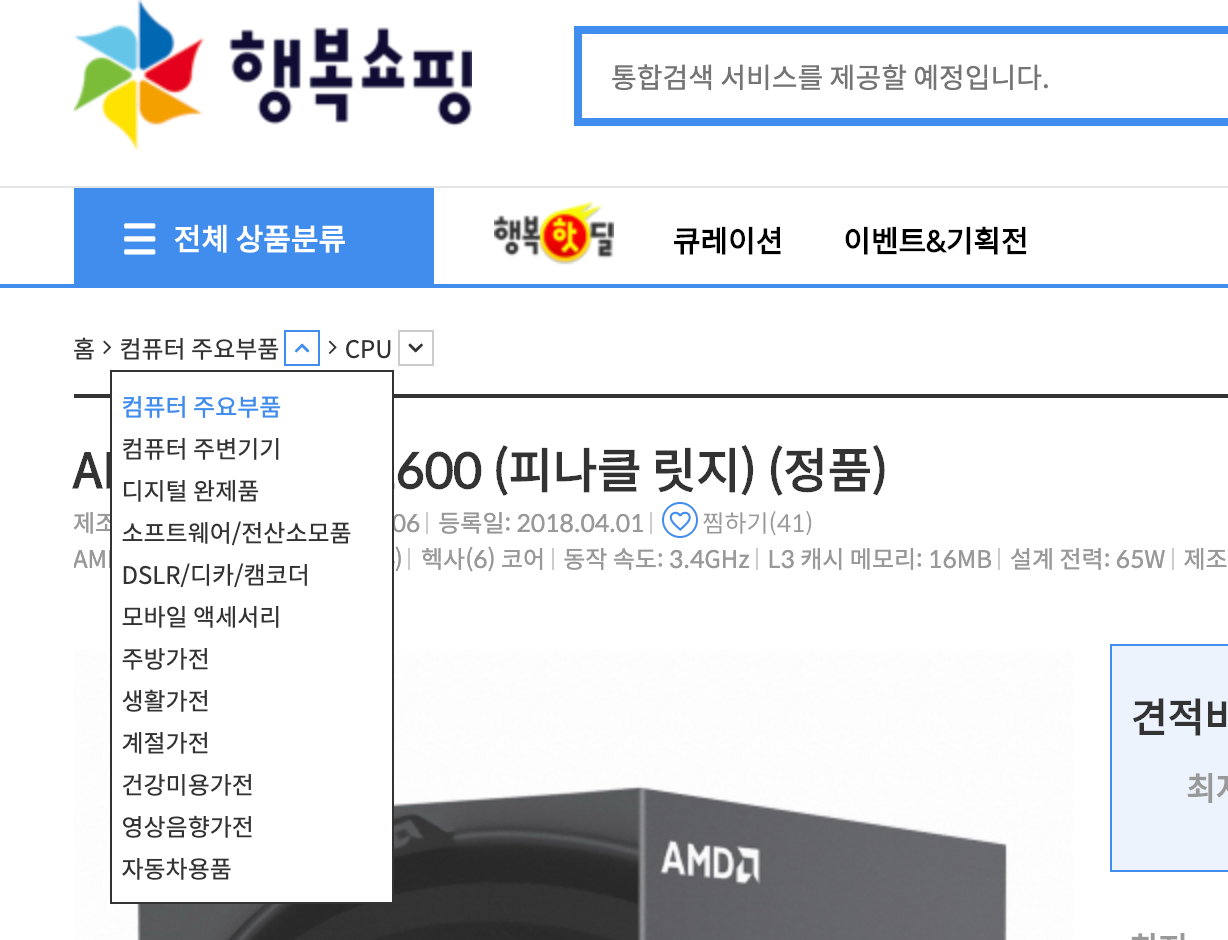 행복쇼핑
통합검색 서비스를 제공할 예정입니다.
전체 상품분류
행복핫딜
큐레이션
이벤트&기획전
홈 > 컴퓨터 주요부품 > CPU
컴퓨터 주요부품
컴퓨터 주변기기
디지털 완제품
소프트웨어/전산소모품
DSLR/디카/캠코더
모바일 액세서리
주방가전
생활가전
계절가전
건강미용가전
영상음향가전
자동차용품
600 (피나클 릿지) (정품)
제조 06 | 등록일: 2018.04.01 | 찜하기(41)
AM ) | 헥사(6) 코어 | 동작 속도: 3.4GHz | L3 캐시 메모리: 16MB | 설계 전력: 65W | 제조
견적
AMD